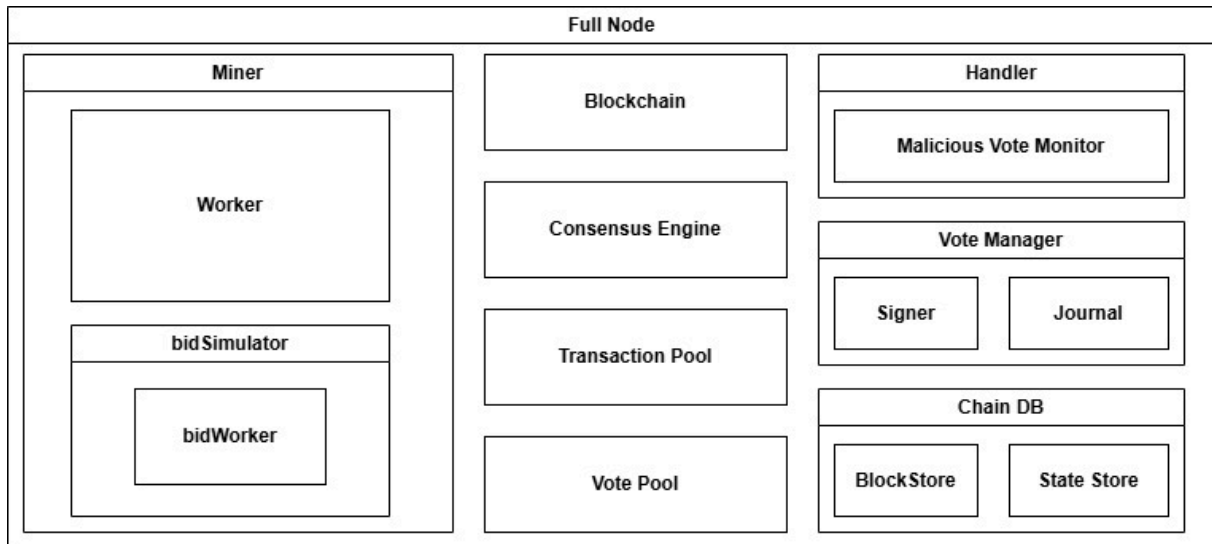 Full Node
Miner
Worker
bidSimulator
bidWorker
Blockchain
Consensus Engine
Transaction Pool
Vote Pool
Handler
Malicious Vote Monitor
Vote Manager
Signer
Journal
Chain DB
BlockStore
State Store